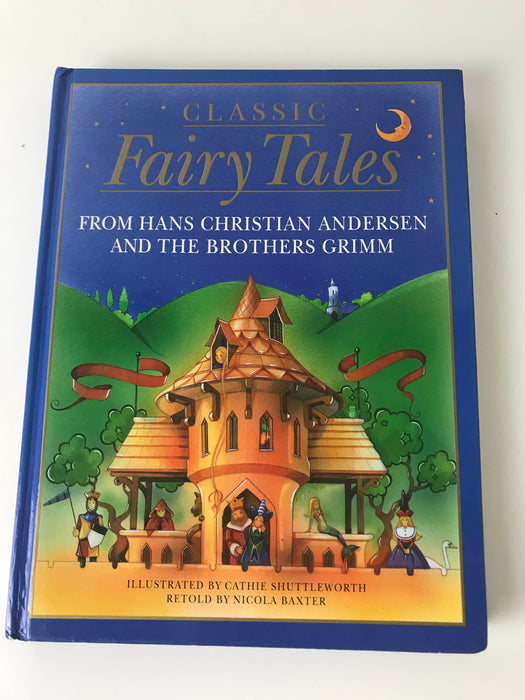 CLASSIC
Fairy Tales
FROM HANS CHRISTIAN ANDERSEN
AND THE BROTHERS GRIMM
ILLUSTRATED BY CATHIE SHUTTLEWORTH
RETOLD BY NICOLA BAXTER